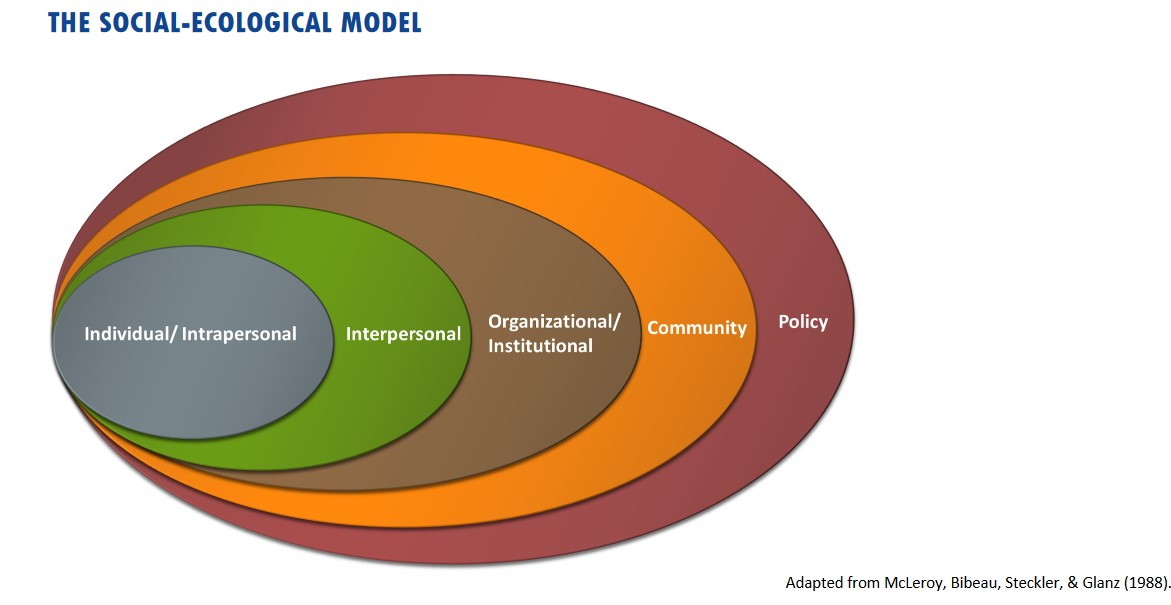 THE SOCIAL-ECOLOGICAL MODEL
Individual/ Intrapersonal
Interpersonal
Organizational/
Institutional
Community
Policy
Adapted from McLeroy, Bibeau, Steckler, & Glanz (1988).